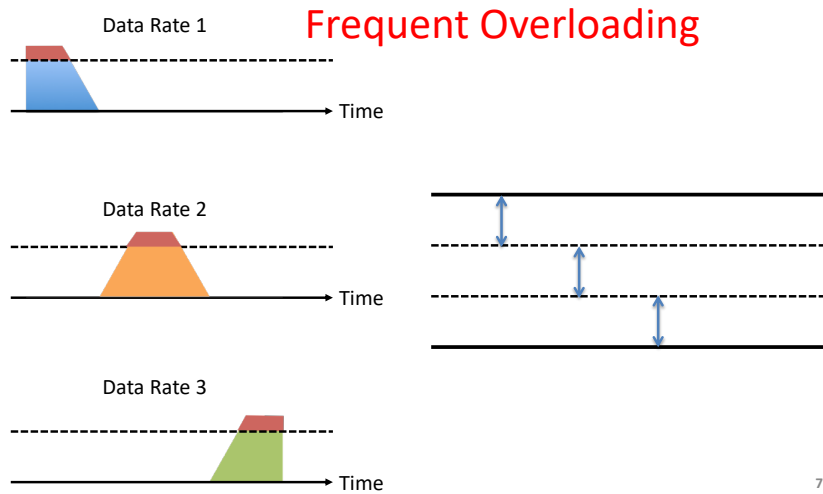 Frequent Overloading
Data Rate 1
Time
Data Rate 2
Time
Data Rate 3
Time
7